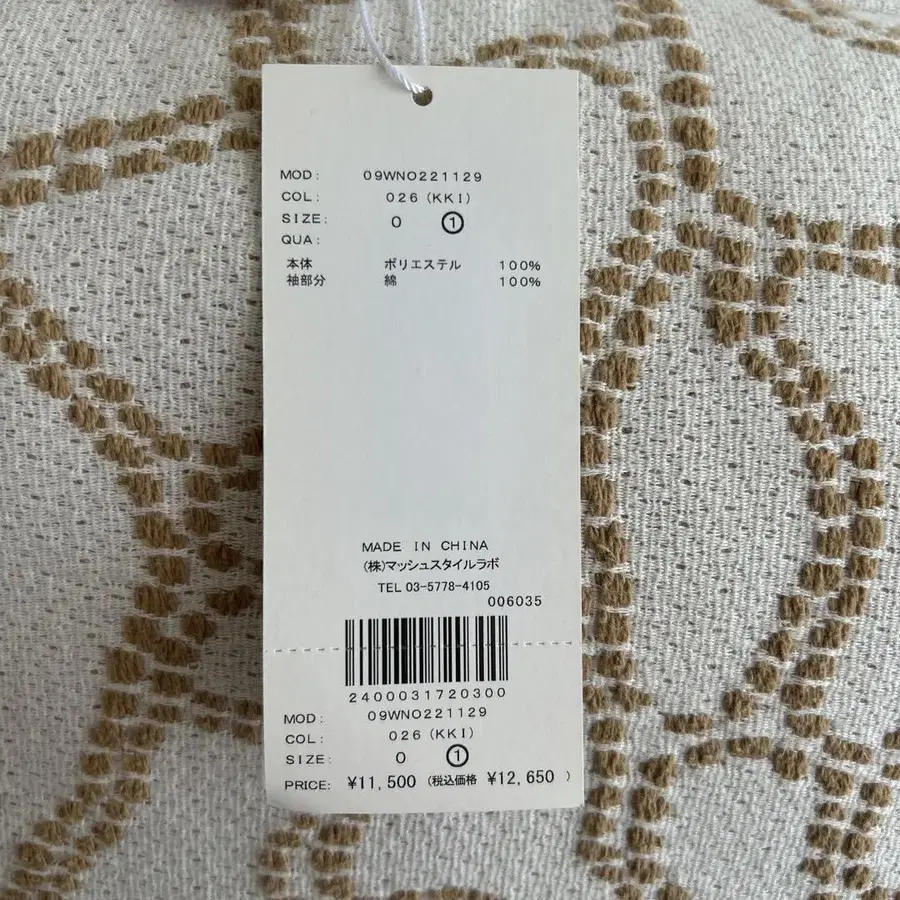 MOD: 09WNO221129
COL: 026 (KKI)
SIZE: 0 ①
QUA:
本体 ポリエステル 100%
袖部分 綿 100%
MADE IN CHINA
(株)マッシュスタイルラボ
TEL 03-5778-4105
006035
2400031720300
MOD: 09WNO221129
COL: 026 (KKI)
SIZE: 0 ①
PRICE: ¥11,500 (税込価格 ¥12,650 )